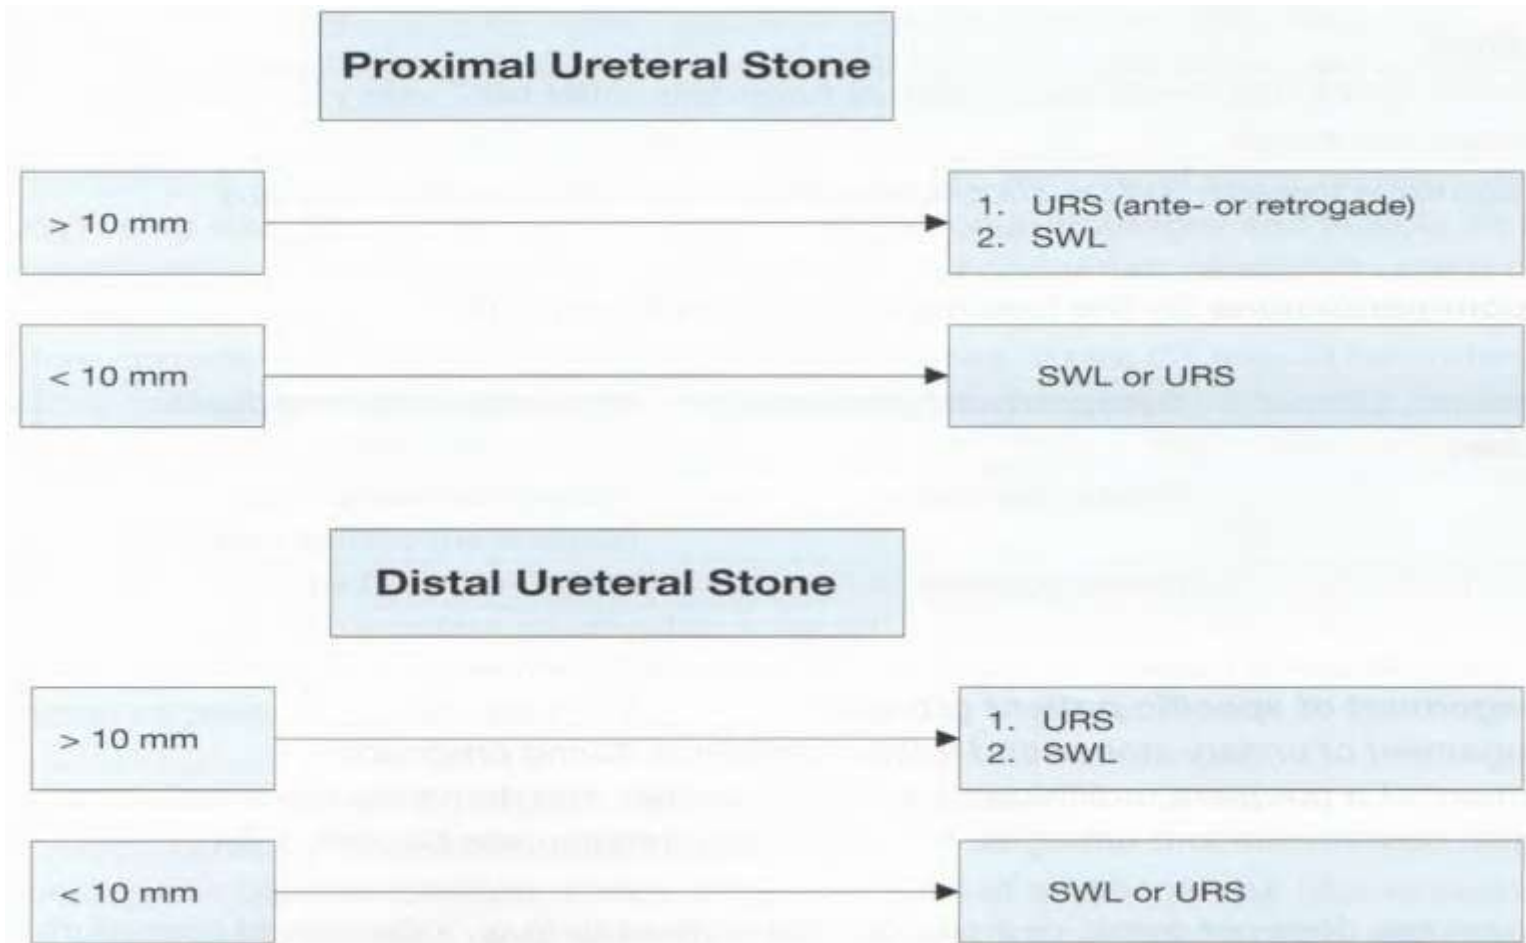 Proximal Ureteral Stone
> 10 mm
1. URS (ante- or retrogade)
2. SWL
< 10 mm
SWL or URS
Distal Ureteral Stone
> 10 mm
1. URS
2. SWL
< 10 mm
SWL or URS